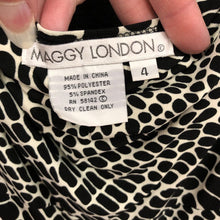 MAGGY LONDON Ⓒ
4
MADE IN CHINA
95% POLYESTER
5% SPANDEX
RN 58102 Ⓒ
DRY CLEAN ONLY